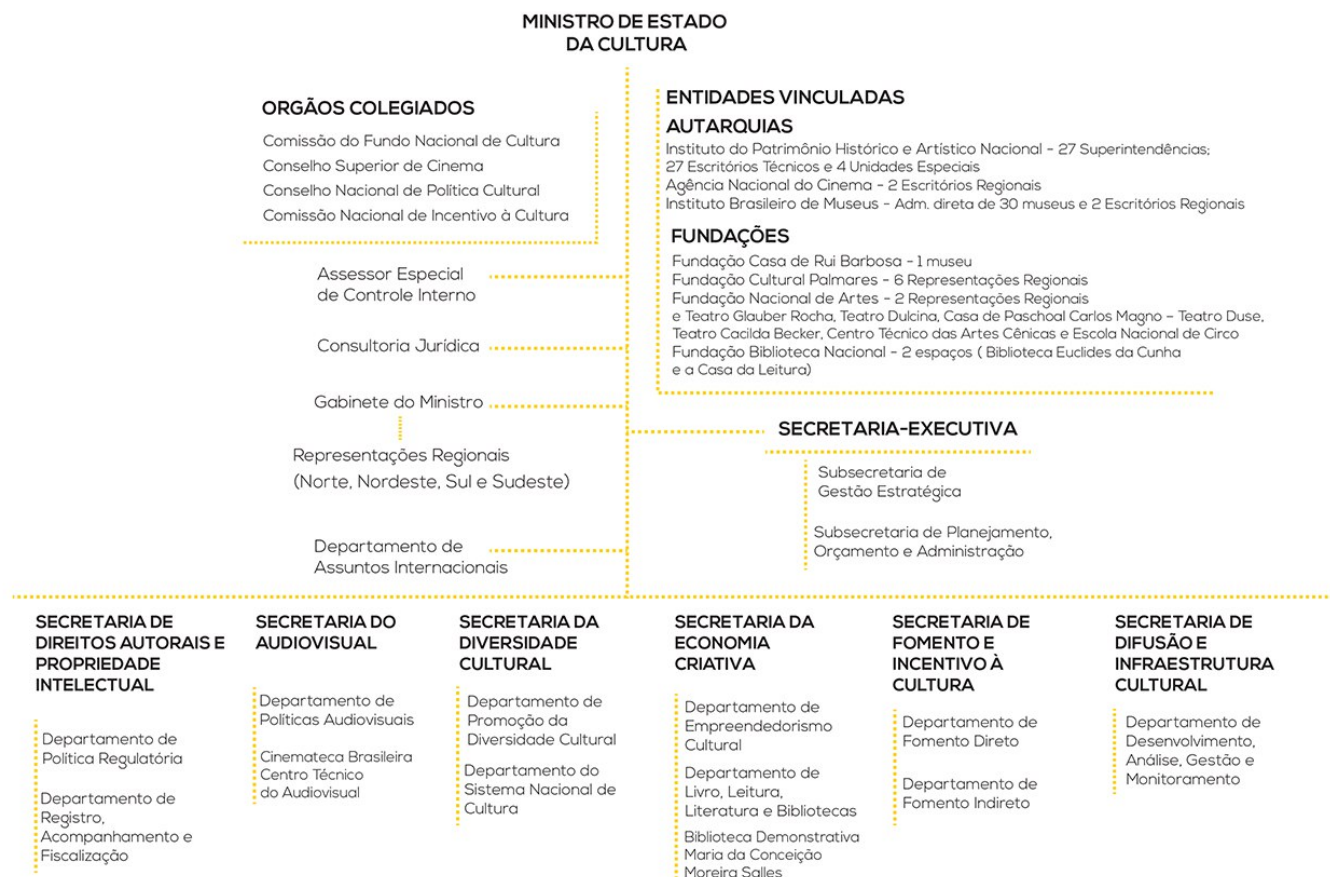 MINISTRO DE ESTADO
DA CULTURA
ORGÃOS COLEGIADOS
Comissão do Fundo Nacional de Cultura
Conselho Superior de Cinema
Conselho Nacional de Política Cultural
Comissão Nacional de Incentivo à Cultura
ENTIDADES VINCULADAS
AUTARQUIAS
Instituto do Patrimônio Histórico e Artístico Nacional - 27 Superintendências;
27 Escritórios Técnicos e 4 Unidades Especiais
Agência Nacional do Cinema - 2 Escritórios Regionais
Instituto Brasileiro de Museus - Adm. direta de 30 museus e 2 Escritórios Regionais
FUNDAÇÕES
Fundação Casa de Rui Barbosa - 1 museu
Fundação Cultural Palmares - 6 Representações Regionais
Fundação Nacional de Artes - 2 Representações Regionais
e Teatro Glauber Rocha, Teatro Dulcina, Casa de Paschoal Carlos Magno – Teatro Duse,
Teatro Cacilda Becker, Centro Técnico das Artes Cênicas e Escola Nacional de Circo
Fundação Biblioteca Nacional - 2 espaços ( Biblioteca Euclides da Cunha
e a Casa da Leitura)
Assessor Especial
de Controle Interno
Consultoria Jurídica
Gabinete do Ministro
Representações Regionais
(Norte, Nordeste, Sul e Sudeste)
Departamento de
Assuntos Internacionais
SECRETARIA-EXECUTIVA
Subsecretaria de
Gestão Estratégica
Subsecretaria de Planejamento,
Orçamento e Administração
SECRETARIA DE
DIREITOS AUTORAIS E
PROPRIEDADE
INTELECTUAL
Departamento de
Política Regulatória
Departamento de
Registro,
Acompanhamento e
Fiscalização
SECRETARIA DO
AUDIOVISUAL
Departamento de
Políticas Audiovisuais
Cinemateca Brasileira
Centro Técnico
do Audiovisual
SECRETARIA DA
DIVERSIDADE
CULTURAL
Departamento de
Promoção da
Diversidade Cultural
Departamento do
Sistema Nacional de
Cultura
SECRETARIA DA
ECONOMIA
CRIATIVA
Departamento de
Empreendedorismo
Cultural
Departamento de
Livro, Leitura,
Literatura e Bibliotecas
Biblioteca Demonstrativa
Maria da Conceição
Moreira Salles
SECRETARIA DE
FOMENTO E
INCENTIVO À
CULTURA
Departamento de
Fomento Direto
Departamento de
Fomento Indireto
SECRETARIA DE
DIFUSÃO E
INFRAESTRUTURA
CULTURAL
Departamento de
Desenvolvimento,
Análise, Gestão e
Monitoramento